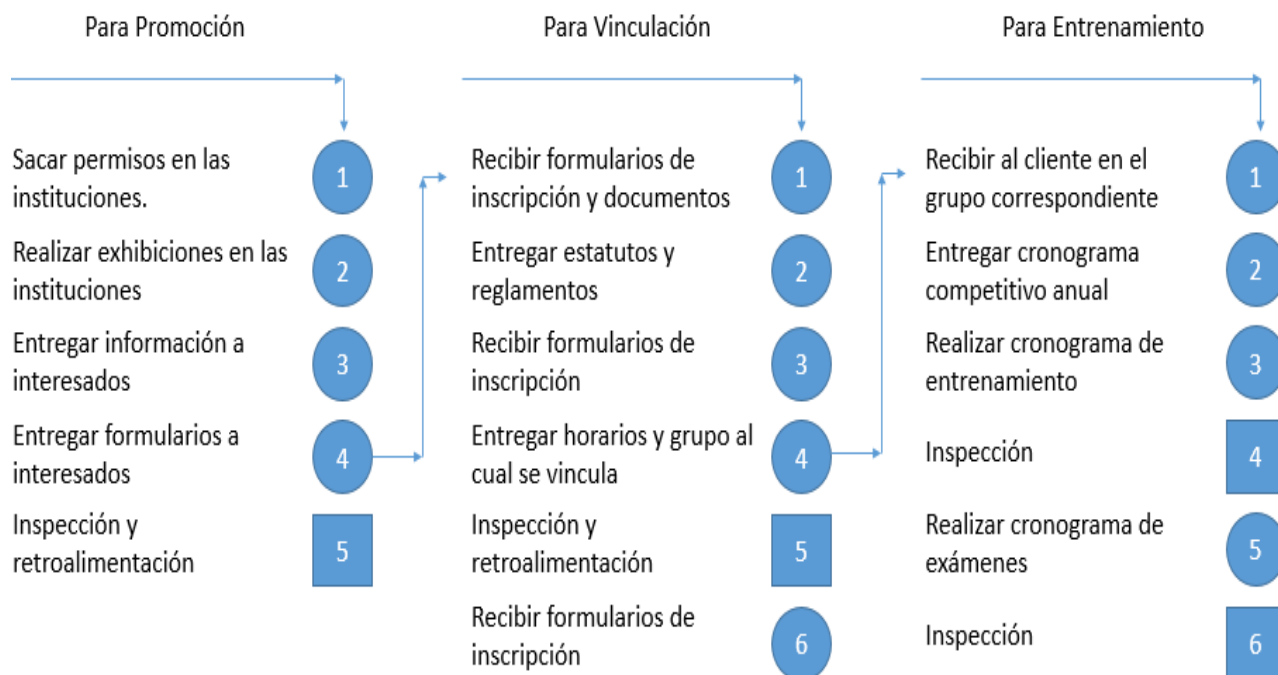 Para Promoción
Sacar permisos en las
instituciones.
1
Realizar exhibiciones en las
instituciones
2
Entregar información a
interesados
3
Entregar formularios a
interesados
4
Inspección y
retroalimentación
5
Para Vinculación
Recibir formularios de
inscripción y documentos
1
Entregar estatutos y
reglamentos
2
Recibir formularios de
inscripción
3
Entregar horarios y grupo al
cual se vincula
4
Inspección y
retroalimentación
5
Recibir formularios de
inscripción
6
Para Entrenamiento
Recibir al cliente en el
grupo correspondiente
1
Entregar cronograma
competitivo anual
2
Realizar cronograma de
entrenamiento
3
Inspección
4
Realizar cronograma de
exámenes
5
Inspección
6